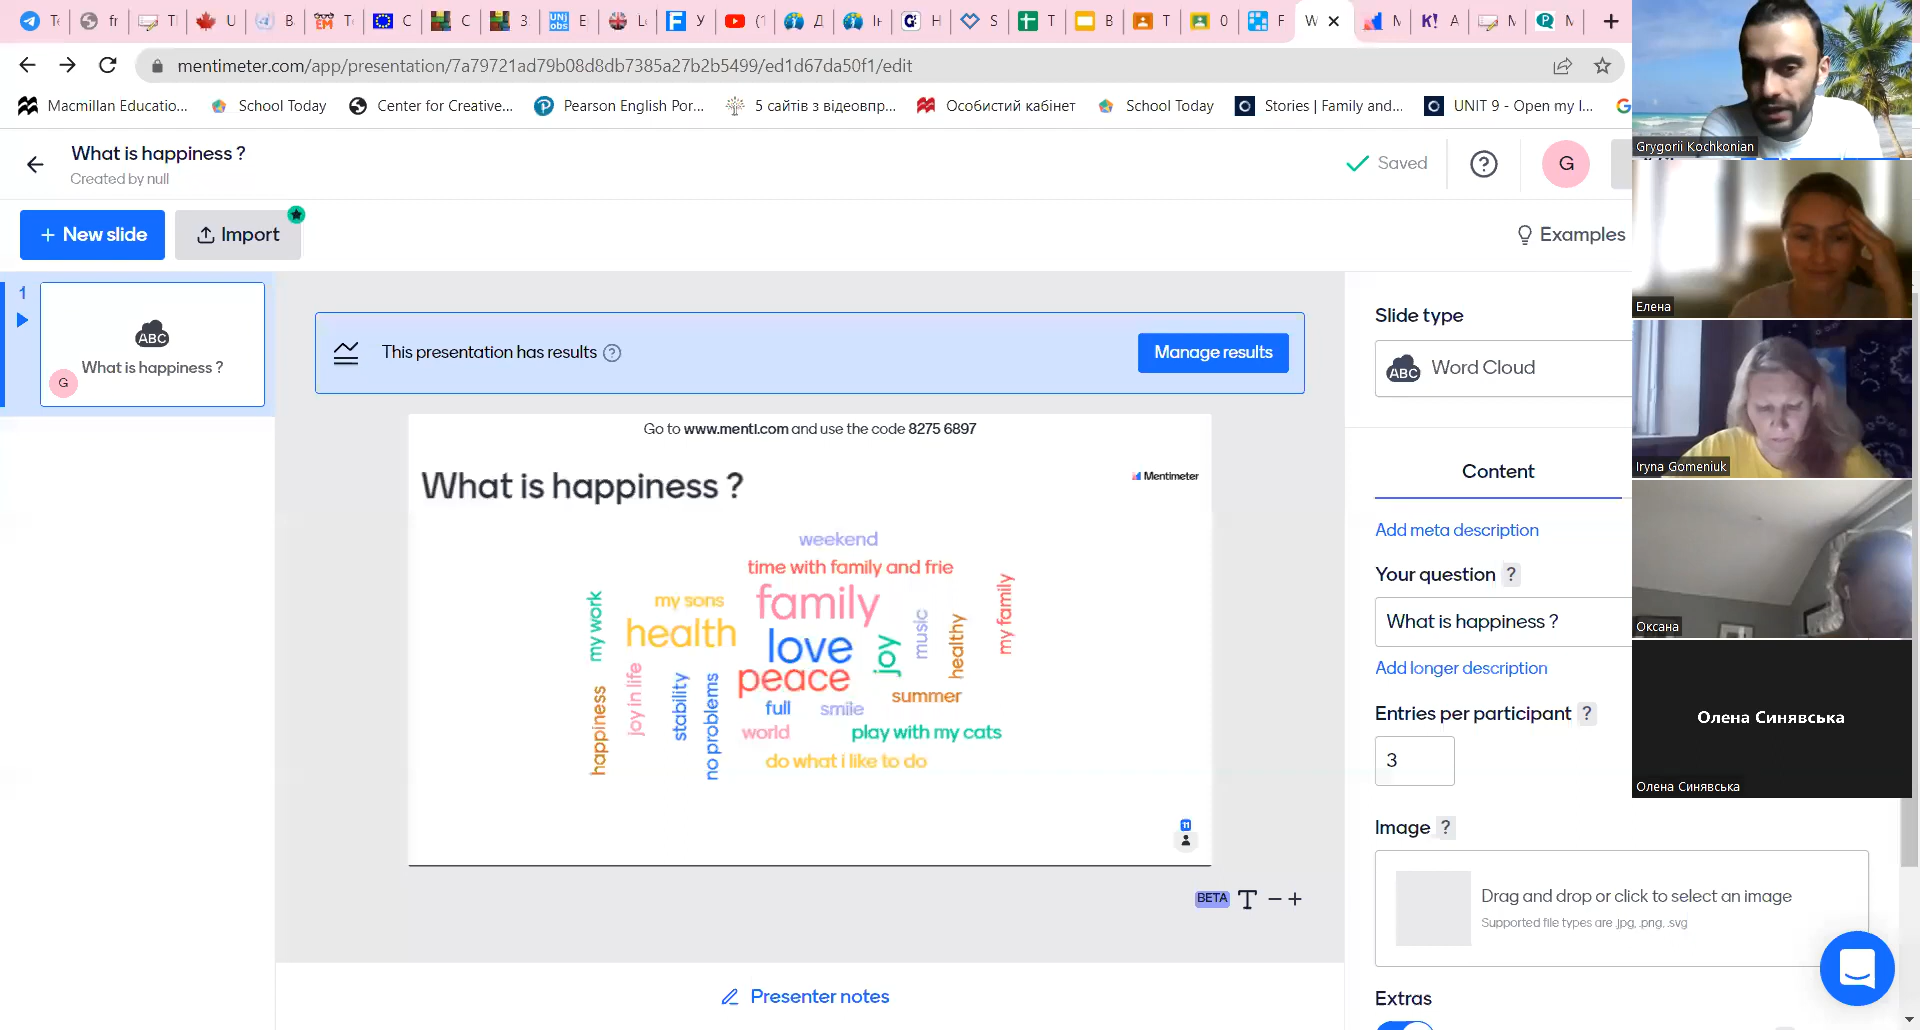 mentimeter.com/app/presentation/7a79721ad79b08d8db7385a27b2b5499/ed1d67da50f1/edit
Macmillan Educatio...
School Today
Center for Creative...
Pearson English Por...
5 сайтів з відеовпр...
Особистий кабінет
School Today
Stories | Family and...
UNIT 9 - Open my l...
What is happiness ?
Created by null
Saved
G
+ New slide
Import
Examples
1
ABC
What is happiness ?
G
This presentation has results
Manage results
Go to www.menti.com and use the code 8275 6897
What is happiness ?
Mentimeter
weekend
time with family and frie
my work
my sons
family
my family
health
love
joy
music
healthy
peace
happiness
joy in life
stability
no problems
full
smile
summer
world
play with my cats
do what i like to do
11
BETA T − +
Presenter notes
Slide type
ABC Word Cloud
Content
Add meta description
Your question ?
What is happiness ?
Add longer description
Entries per participant ?
3
Image ?
Drag and drop or click to select an image
Supported file types are .jpg, .png, .svg
Extras
Grygorii Kochkonian
Елена
Iryna Gomeniuk
Оксана
Олена Синявська
Олена Синявська